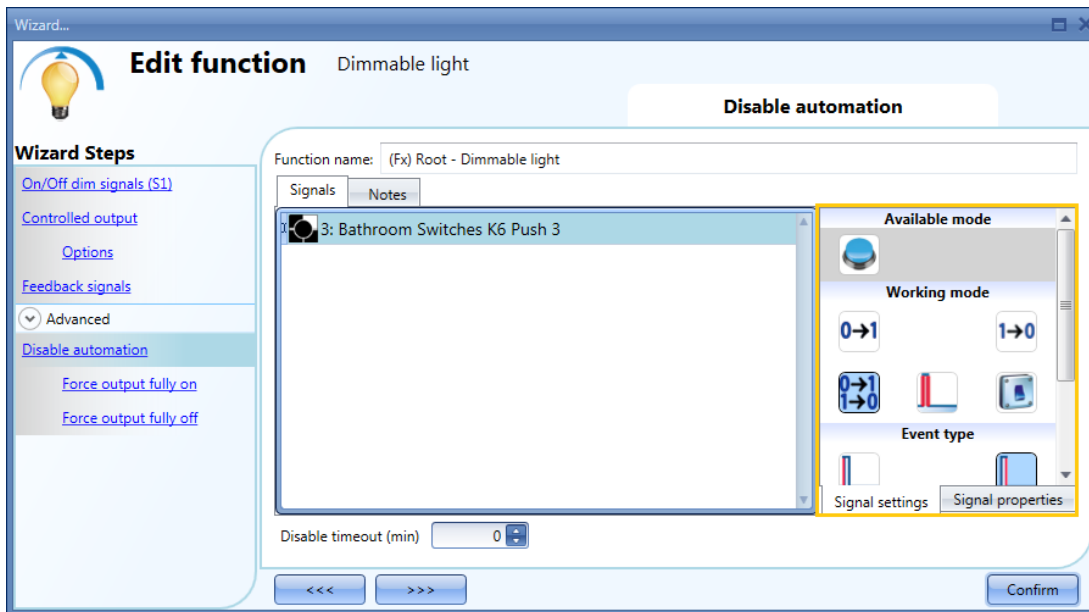 Wizard...
Edit function Dimmable light
Disable automation
Wizard Steps
On/Off dim signals (S1)
Controlled output
Options
Feedback signals
Advanced
Disable automation
Force output fully on
Force output fully off
Function name: (Fx) Root - Dimmable light
Signals Notes
3: Bathroom Switches K6 Push 3
Available mode
Working mode
0→1 1→0
0→1
1→0
Event type
Signal settings Signal properties
Disable timeout (min) 0
<<< >>> Confirm